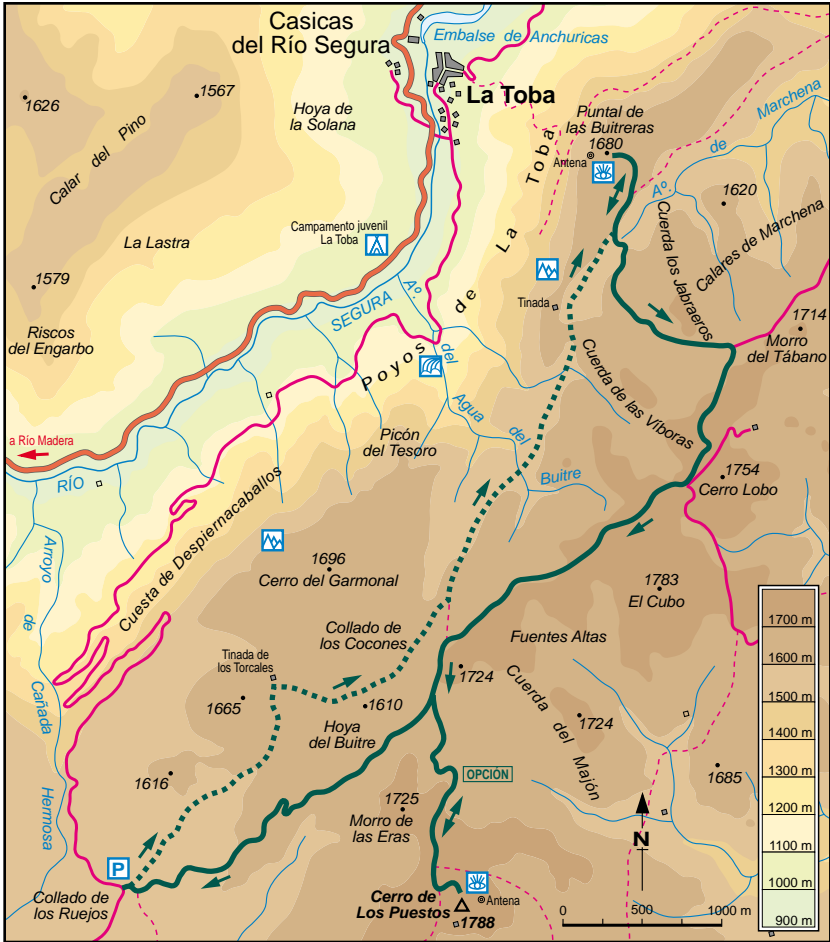 Casicas
del Río Segura
Embalse de Anchuricas
La Toba
1626
1567
Calar del Pino
Hoya de
la Solana
Puntal de
las Buitreras
1680
Antena
Aº. de Marchena
1620
Cuerda los Jabraeros
Calares de Marchena
1714
Morro
del Tábano
La Lastra
Campamento juvenil
La Toba
1579
Riscos
del Engarbo
RÍO SEGURA
Poyos de La Toba
Tinada
Aº. del Agua del Buitre
Cuerda de las Víboras
Picón
del Tesoro
a Río Madera
Cuesta de Despiernacaballos
1754
Cerro Lobo
Arroyo de Cañada Hermosa
1696
Cerro del Garmonal
1783
El Cubo
Collado de
los Cocones
Fuentes Altas
Tinada de
los Torcales
1665
1610
Hoya
del Buitre
1724
Cuerda del Majón
1724
1685
1616
OPCIÓN
1725
Morro de
las Eras
P
Collado de
los Ruejos
Cerro de
Los Puestos
1788
Antena
N
0 500 1000 m
1700 m
1600 m
1500 m
1400 m
1300 m
1200 m
1100 m
1000 m
900 m